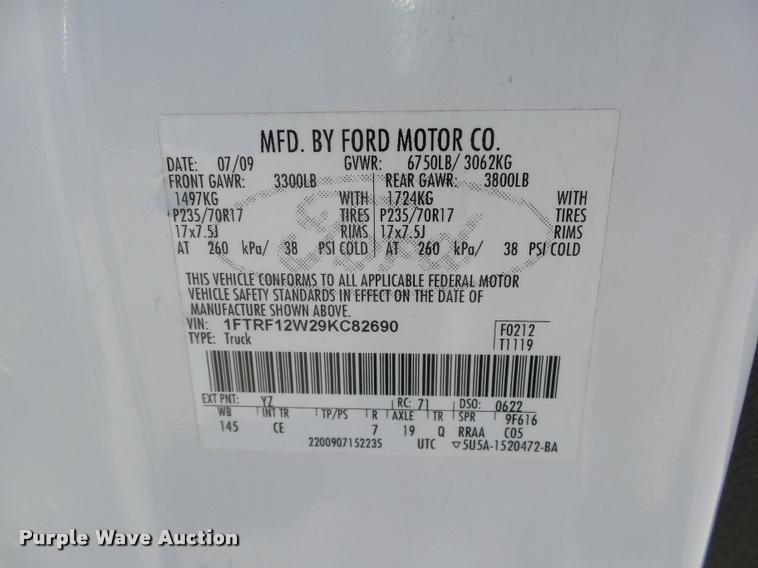 MFD. BY FORD MOTOR CO.
DATE: 07/09 GVWR: 6750LB/ 3062KG
FRONT GAWR: 3300LB REAR GAWR: 3800LB
1497KG WITH 1724KG WITH
P235/70R17 TIRES P235/70R17 TIRES
17x7.5J RIMS 17x7.5J RIMS
AT 260 kPa/ 38 PSI COLD AT 260 kPa/ 38 PSI COLD
Ford
THIS VEHICLE CONFORMS TO ALL APPLICABLE FEDERAL MOTOR
VEHICLE SAFETY STANDARDS IN EFFECT ON THE DATE OF
MANUFACTURE SHOWN ABOVE.
VIN: 1FTRF12W29KC82690 F0212
TYPE: Truck T1119
EXT PNT: YZ RC: 71 DSO: 0622
WB INT TR TP/PS R AXLE TR SPR 9F616
145 CE 7 19 Q RRAA C05
2200907152235 UTC ▽5U5A-1520472-BA
Purple Wave Auction